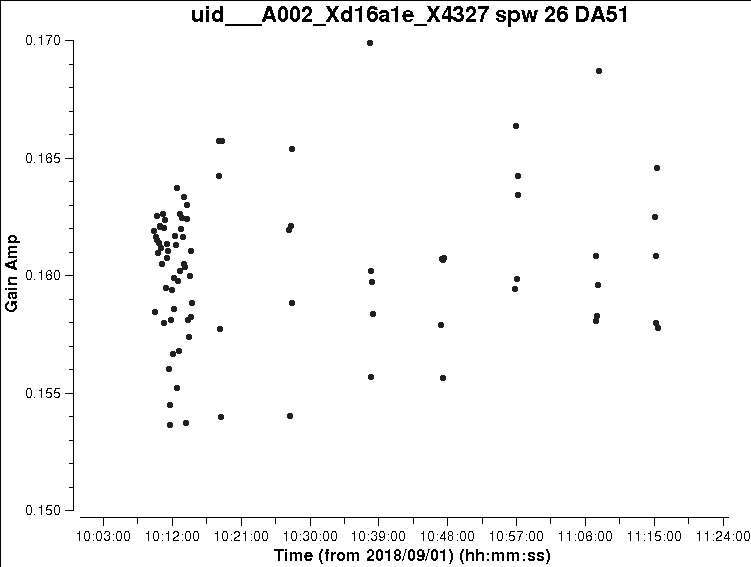 uid___A002_Xd16a1e_X4327 spw 26 DA51
0.170
0.165
0.160
0.155
0.150
Gain Amp
10:03:00 10:12:00 10:21:00 10:30:00 10:39:00 10:48:00 10:57:00 11:06:00 11:15:00 11:24:00
Time (from 2018/09/01) (hh:mm:ss)